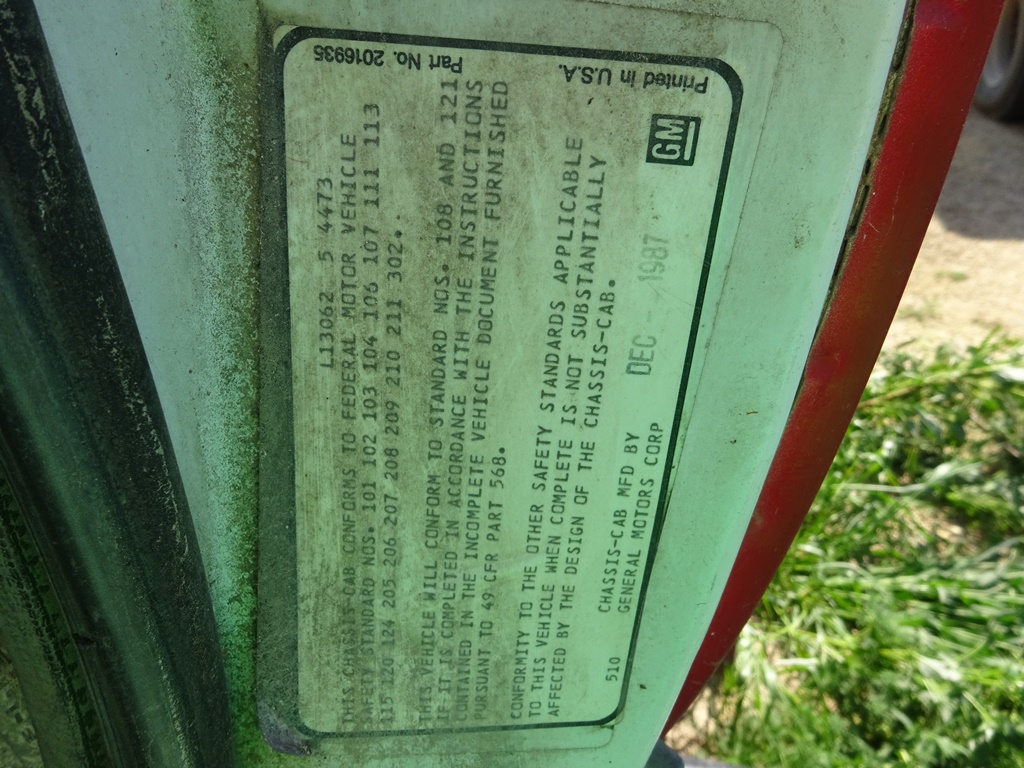 L13062 5 4473
THIS CHASSIS-CAB CONFORMS TO FEDERAL MOTOR VEHICLE
SAFETY STANDARD NOS. 101 102 103 104 106 107 111 113
115 120 124 205 206 207 208 209 210 211 302..
THIS VEHICLE WILL CONFORM TO STANDARD NOS. 108 AND 121
IF IT IS COMPLETED IN ACCORDANCE WITH THE INSTRUCTIONS
CONTAINED IN THE INCOMPLETE VEHICLE DOCUMENT FURNISHED
PURSUANT TO 49 CFR PART 568.
CONFORMITY TO THE OTHER SAFETY STANDARDS APPLICABLE
TO THIS VEHICLE WHEN COMPLETE IS NOT SUBSTANTIALLY
AFFECTED BY THE DESIGN OF THE CHASSIS-CAB.
CHASSIS-CAB MFD BY
510 GENERAL MOTORS CORP DEC 1987
GM
Part No. 2016935
Printed in U.S.A.